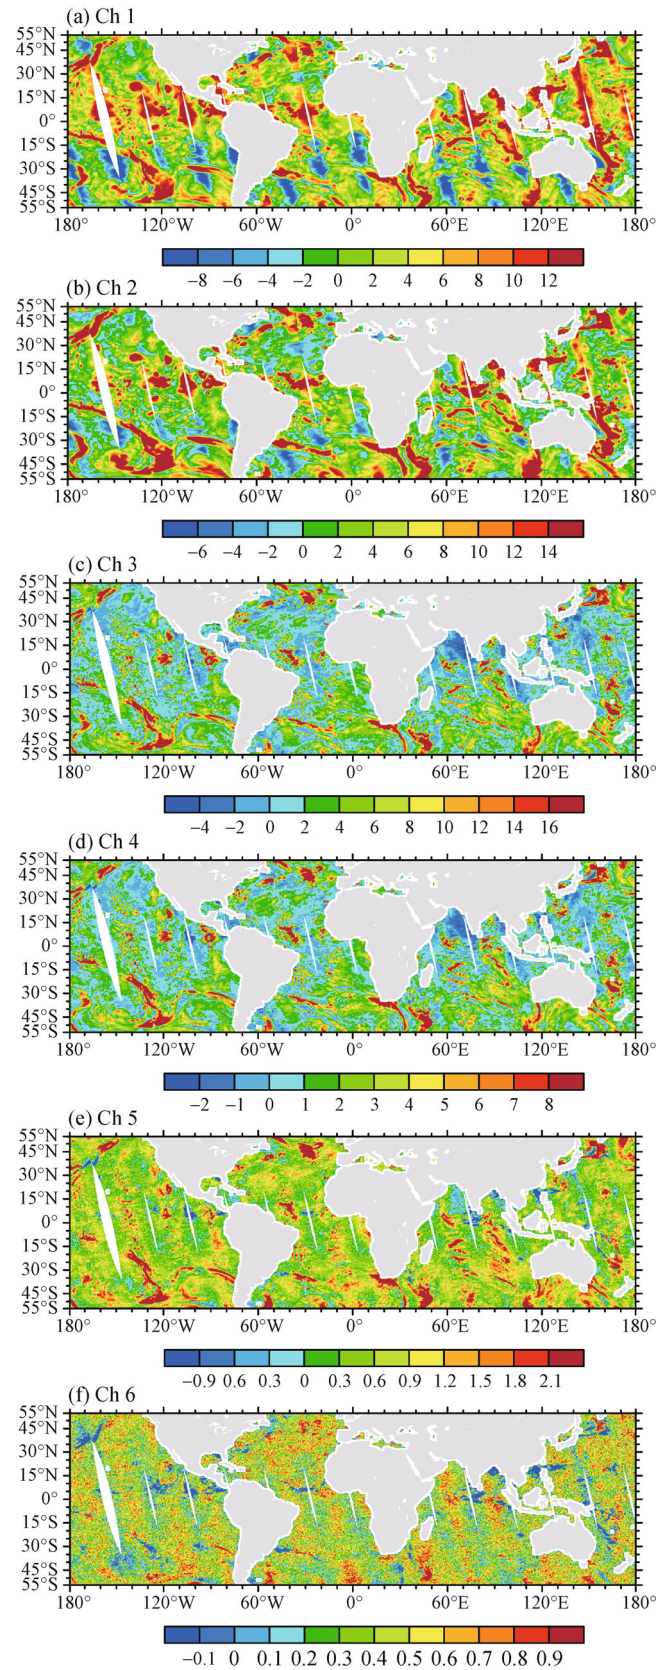 (a) Ch 1
55°N
45°N
30°N
15°N
0°
15°S
30°S
45°S
55°S
180° 120°W 60°W 0° 60°E 120°E 180°
−8 −6 −4 −2 0 2 4 6 8 10 12
(b) Ch 2
55°N
45°N
30°N
15°N
0°
15°S
30°S
45°S
55°S
180° 120°W 60°W 0° 60°E 120°E 180°
−6 −4 −2 0 2 4 6 8 10 12 14
(c) Ch 3
55°N
45°N
30°N
15°N
0°
15°S
30°S
45°S
55°S
180° 120°W 60°W 0° 60°E 120°E 180°
−4 −2 0 2 4 6 8 10 12 14 16
(d) Ch 4
55°N
45°N
30°N
15°N
0°
15°S
30°S
45°S
55°S
180° 120°W 60°W 0° 60°E 120°E 180°
−2 −1 0 1 2 3 4 5 6 7 8
(e) Ch 5
55°N
45°N
30°N
15°N
0°
15°S
30°S
45°S
55°S
180° 120°W 60°W 0° 60°E 120°E 180°
−0.9 0.6 0.3 0 0.3 0.6 0.9 1.2 1.5 1.8 2.1
(f) Ch 6
55°N
45°N
30°N
15°N
0°
15°S
30°S
45°S
55°S
180° 120°W 60°W 0° 60°E 120°E 180°
−0.1 0 0.1 0.2 0.3 0.4 0.5 0.6 0.7 0.8 0.9